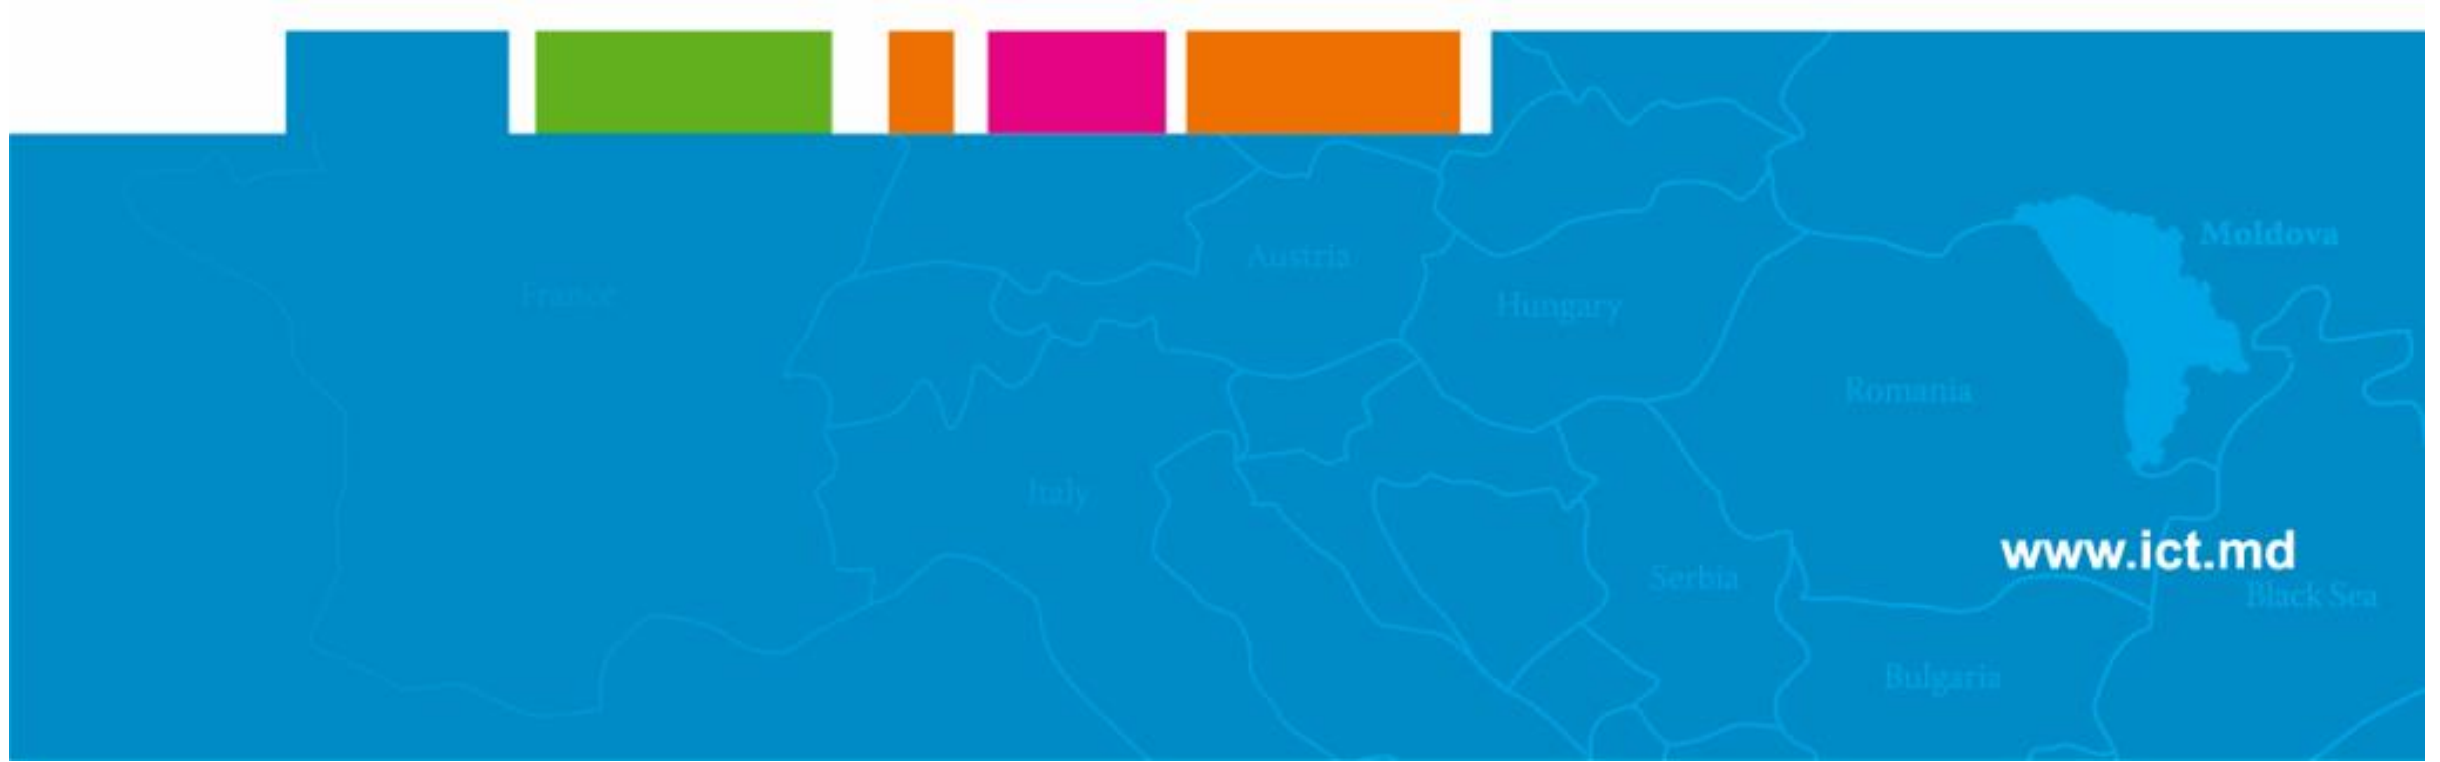 Moldova
Austria
France
Hungary
Romania
Italy
www.ict.md
Serbia
Black Sea
Bulgaria